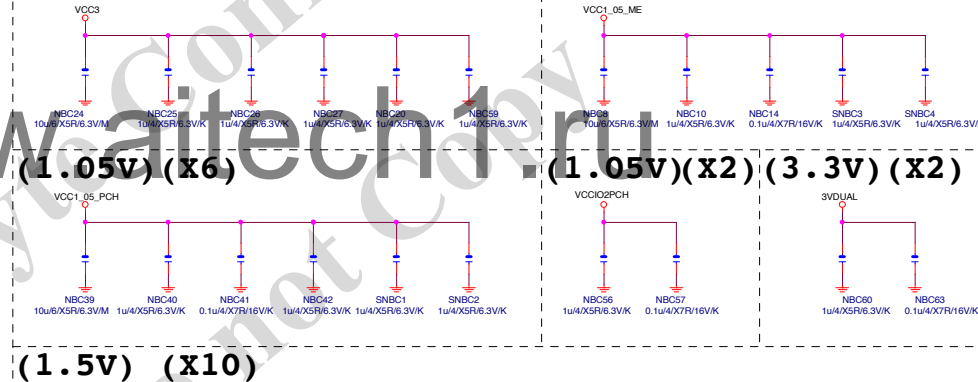 VCC3
VCC1_05_ME
NBC24
10u/6/X5R/6.3V/M
NBC25
1u/4/X5R/6.3V/K
NBC26
1u/4/X5R/6.3V/K
NBC27
1u/4/X5R/6.3V/K
NBC20
1u/4/X5R/6.3V/K
NBC59
1u/4/X5R/6.3V/K
NBC8
10u/6/X5R/6.3V/M
NBC10
1u/4/X5R/6.3V/K
NBC14
0.1u/4/X7R/16V/K
SNBC3
1u/4/X5R/6.3V/K
SNBC4
1u/4/X5R/6.3V/
w.aitech1.ru
(1.05V)(X6)
(1.05V)(X2)
(3.3V)(X2)
VCC1_05_PCH
VCCIO2PCH
3VDUAL
NBC39
10u/6/X5R/6.3V/M
NBC40
1u/4/X5R/6.3V/K
NBC41
0.1u/4/X7R/16V/K
NBC42
1u/4/X5R/6.3V/K
SNBC1
1u/4/X5R/6.3V/K
SNBC2
1u/4/X5R/6.3V/K
NBC56
1u/4/X5R/6.3V/K
NBC57
0.1u/4/X7R/16V/K
NBC60
1u/4/X5R/6.3V/K
NBC63
0.1u/4/X7R/16V/K
(1.5V) (X10)
yte Con
not Copy